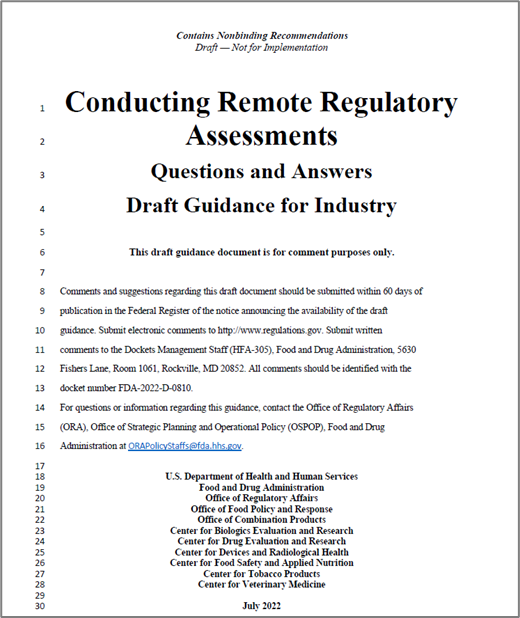 Contains Nonbinding Recommendations
Draft — Not for Implementation
1 Conducting Remote Regulatory
2 Assessments
3 Questions and Answers
4 Draft Guidance for Industry
5
6 This draft guidance document is for comment purposes only.
7
8 Comments and suggestions regarding this draft document should be submitted within 60 days of
9 publication in the Federal Register of the notice announcing the availability of the draft
10 guidance. Submit electronic comments to http://www.regulations.gov. Submit written
11 comments to the Dockets Management Staff (HFA-305), Food and Drug Administration, 5630
12 Fishers Lane, Room 1061, Rockville, MD 20852. All comments should be identified with the
13 docket number FDA-2022-D-0810.
14 For questions or information regarding this guidance, contact the Office of Regulatory Affairs
15 (ORA), Office of Strategic Planning and Operational Policy (OSPOP), Food and Drug
16 Administration at ORAPolicyStaffs@fda.hhs.gov.
17
18 U.S. Department of Health and Human Services
19 Food and Drug Administration
20 Office of Regulatory Affairs
21 Office of Food Policy and Response
22 Office of Combination Products
23 Center for Biologics Evaluation and Research
24 Center for Drug Evaluation and Research
25 Center for Devices and Radiological Health
26 Center for Food Safety and Applied Nutrition
27 Center for Tobacco Products
28 Center for Veterinary Medicine
29
30 July 2022